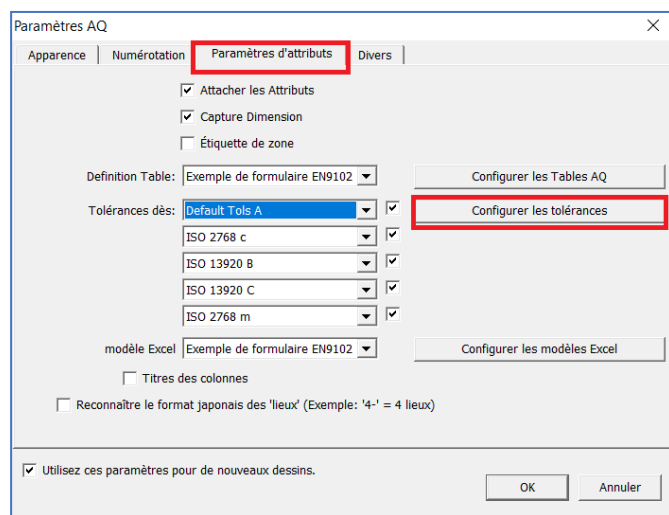 Paramètres AQ
Apparence Numérotation Paramètres d'attributs Divers
Attacher les Attributs
Capture Dimension
Étiquette de zone
Definition Table: Exemple de formulaire EN9102 Configurer les Tables AQ
Tolérances dès: Default Tols A Configurer les tolérances
ISO 2768 c
ISO 13920 B
ISO 13920 C
ISO 2768 m
modèle Excel Exemple de formulaire EN9102 Configurer les modèles Excel
Titres des colonnes
Reconnaître le format japonais des 'lieux' (Exemple: '4-' = 4 lieux)
Utilisez ces paramètres pour de nouveaux dessins.
OK Annuler